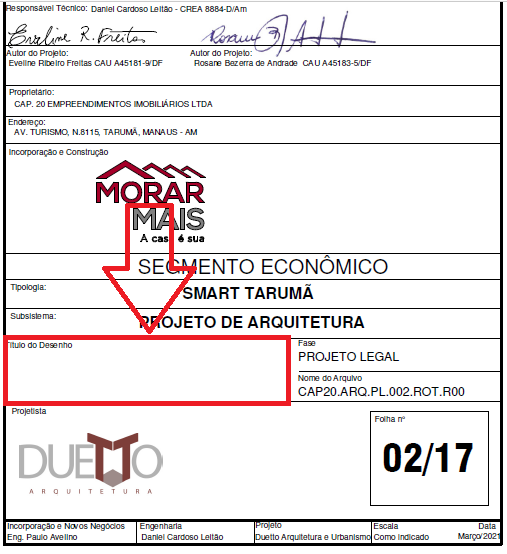 Responsável Técnico: Daniel Cardoso Leitão - CREA 8884-D/Am
Eveline R. Freitas
Autor do Projeto: Autor do Projeto:
Eveline Ribeiro Freitas CAU A45181-9/DF Rosane Bezerra de Andrade CAU A45183-5/DF
Proprietário:
CAP. 20 EMPREENDIMENTOS IMOBILIÁRIOS LTDA
Endereço:
AV. TURISMO, N.8115, TARUMÃ, MANAUS - AM
Incorporação e Construção
MORAR
MAIS
A casa é sua
SEGMENTO ECONÔMICO
Tipologia:
SMART TARUMÃ
Subsistema:
PROJETO DE ARQUITETURA
Título do Desenho
Fase
PROJETO LEGAL
Nome do Arquivo
CAP20.ARQ.PL.002.ROT.R00
Projetista
DUETTO
ARQUITETURA
Folha nº
02/17
Incorporação e Novos Negócios Engenharia Projeto Escala Data
Eng. Paulo Avelino Daniel Cardoso Leitão Duetto Arquitetura e Urbanismo Como indicado Março/2021